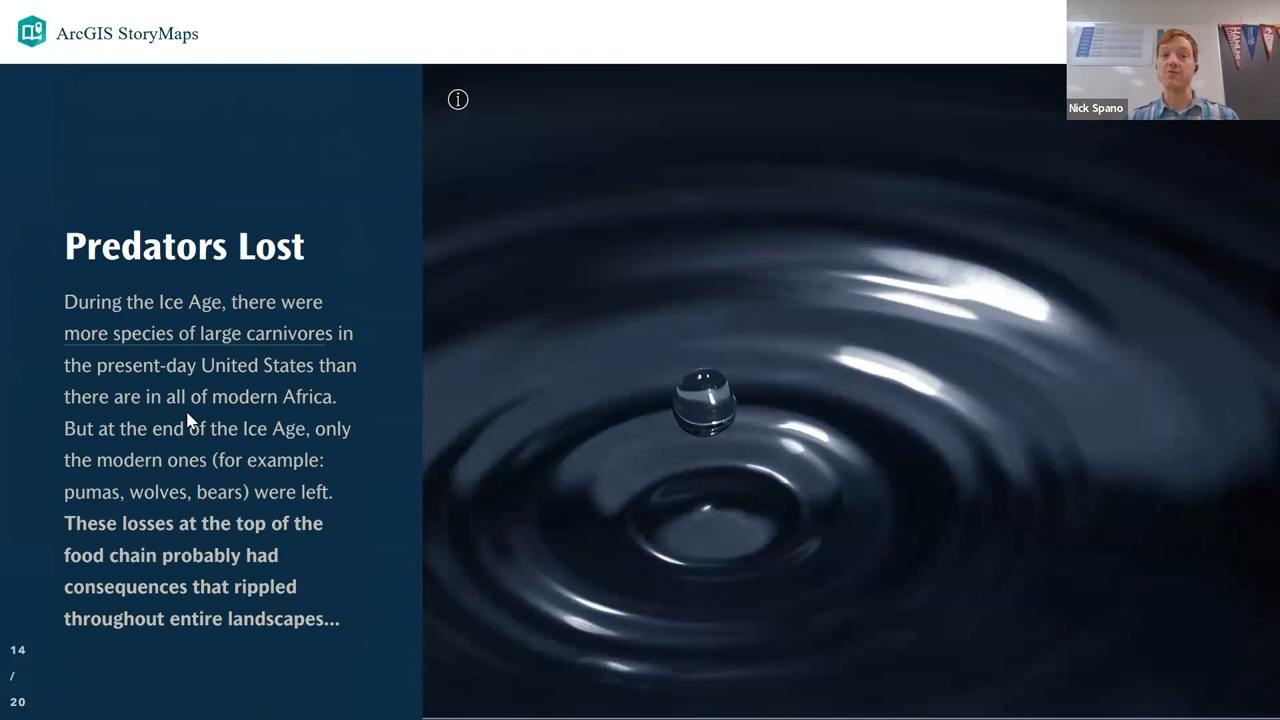 ArcGIS StoryMaps
Nick Spano
HAMLINE
Predators Lost
During the Ice Age, there were
more species of large carnivores in
the present-day United States than
there are in all of modern Africa.
But at the end of the Ice Age, only
the modern ones (for example:
pumas, wolves, bears) were left.
These losses at the top of the
food chain probably had
consequences that rippled
throughout entire landscapes...
14
/
20